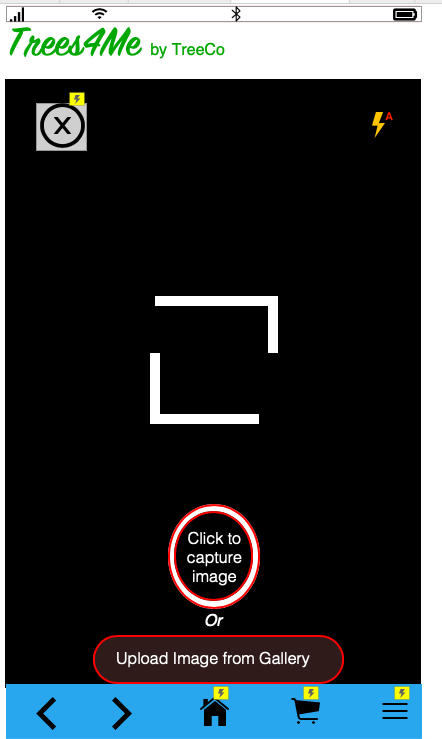 Trees4Me by TreeCo
X
A
Click to
capture
image
Or
Upload Image from Gallery